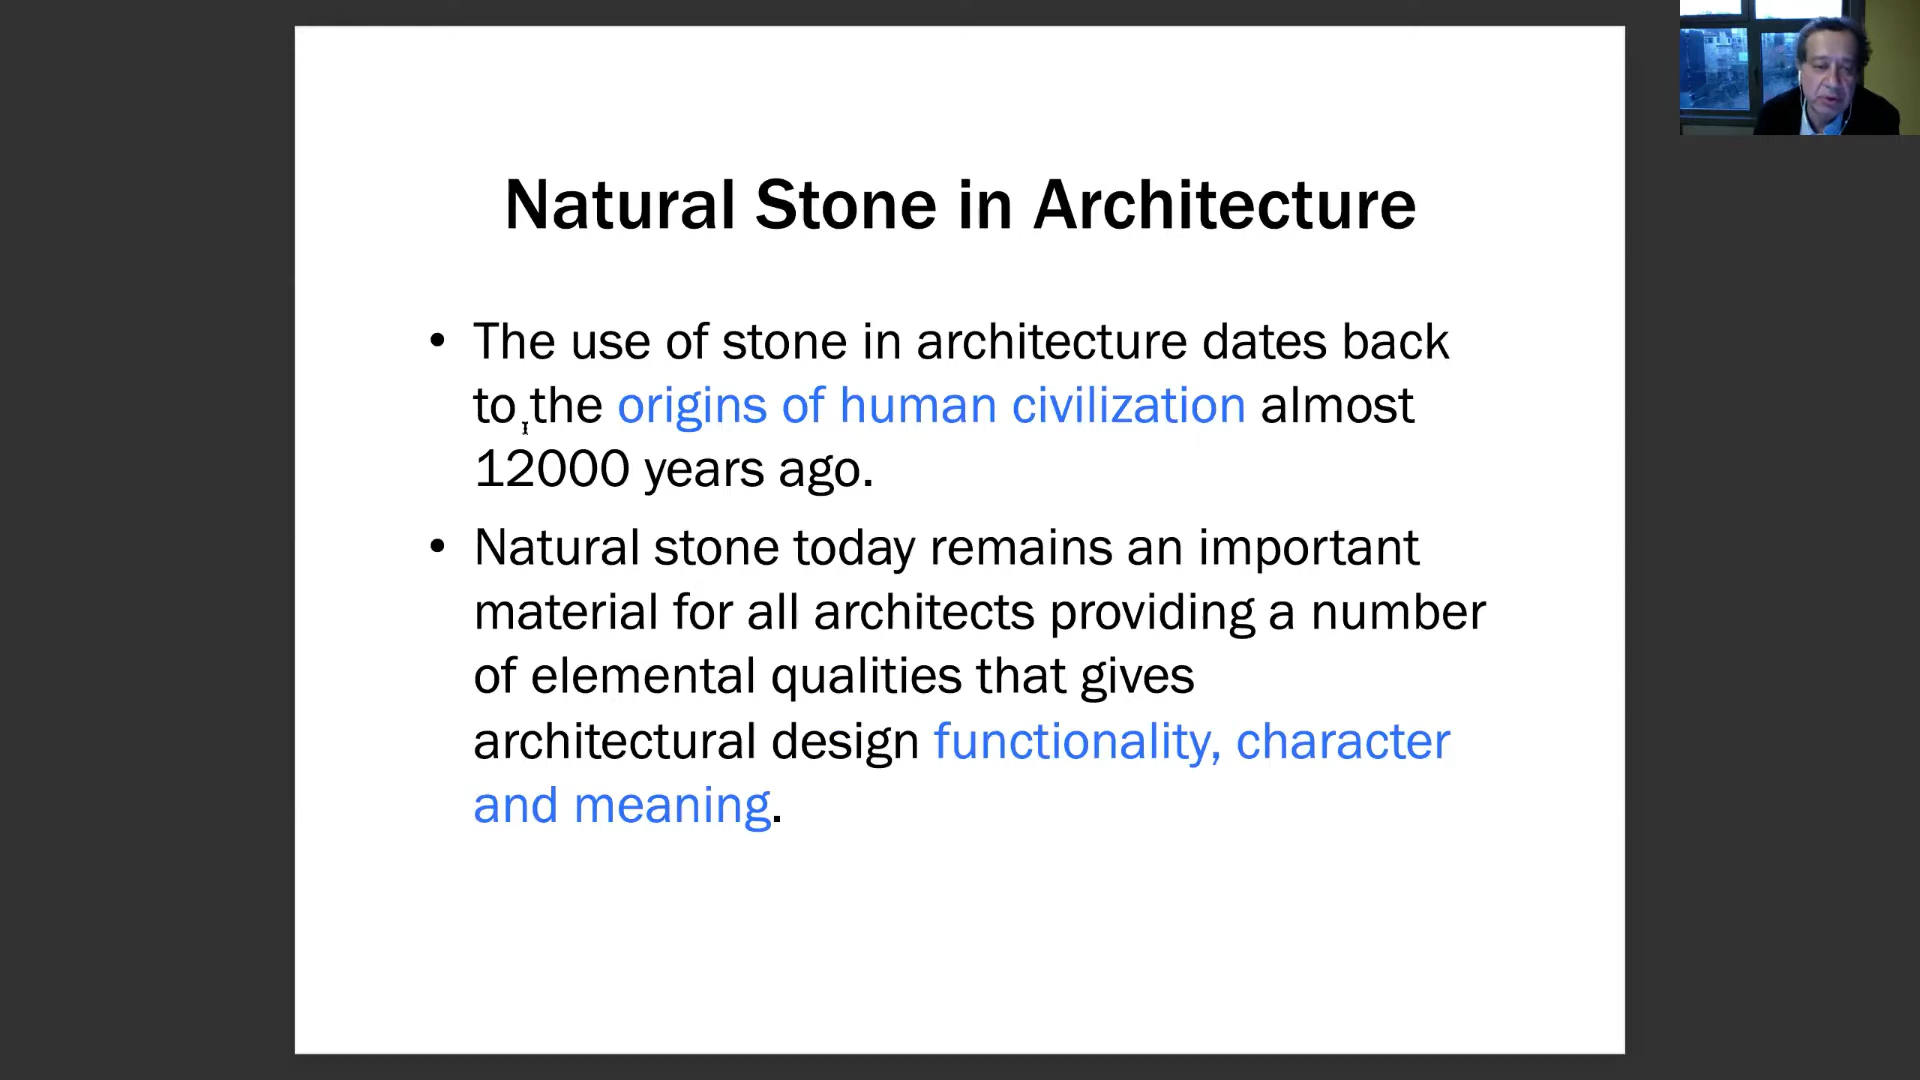 Natural Stone in Architecture
• The use of stone in architecture dates back
to the origins of human civilization almost
12000 years ago.
• Natural stone today remains an important
material for all architects providing a number
of elemental qualities that gives
architectural design functionality, character
and meaning.